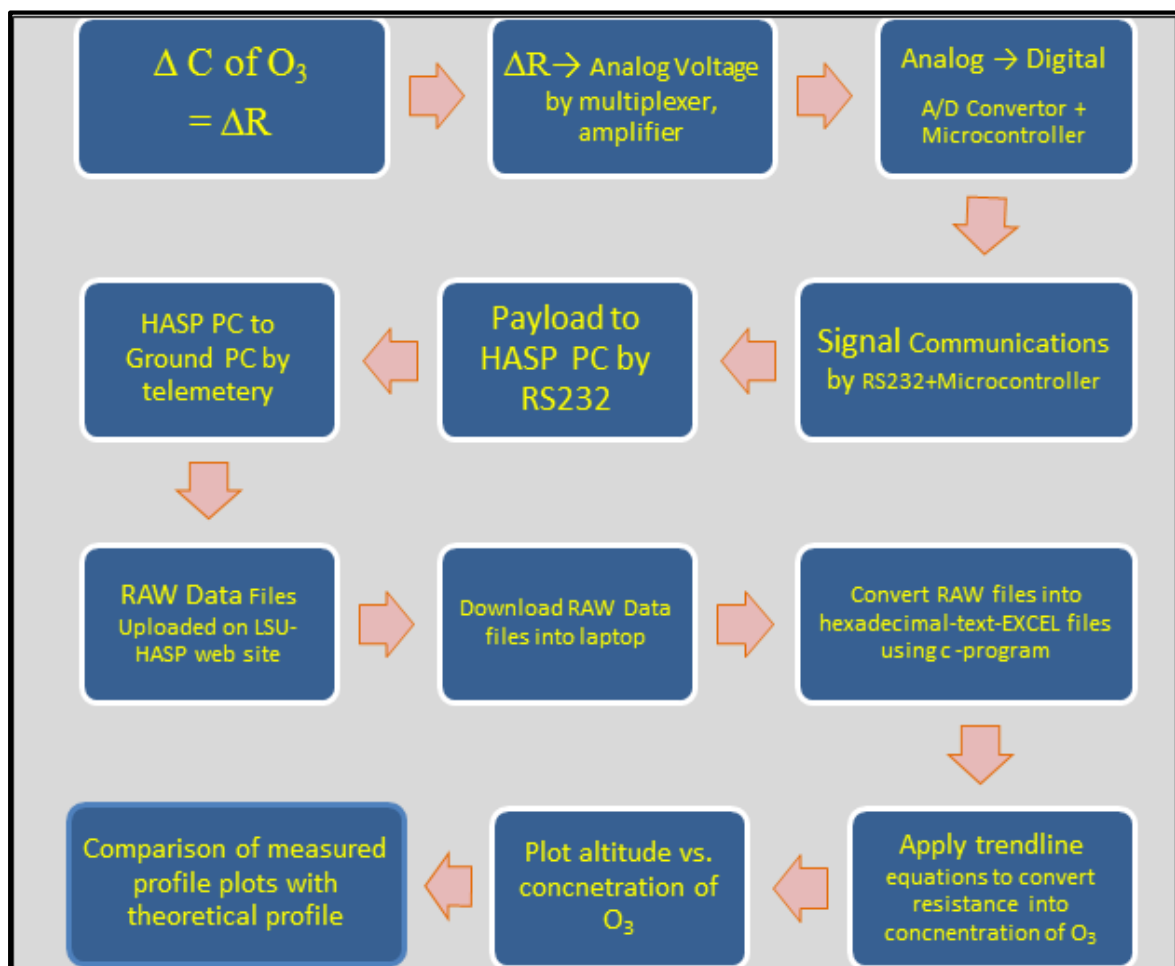 Δ C of O₃
= ΔR
ΔR→ Analog Voltage
by multiplexer,
amplifier
Analog → Digital
A/D Convertor +
Microcontroller
Signal Communications
by RS232+Microcontroller
Payload to
HASP PC by
RS232
HASP PC to
Ground PC by
telemetery
RAW Data Files
Uploaded on LSU-
HASP web site
Download RAW Data
files into laptop
Convert RAW files into
hexadecimal-text-EXCEL files
using c -program
Apply trendline
equations to convert
resistance into
concnentration of O₃
Plot altitude vs.
concnetration of
O₃
Comparison of measured
profile plots with
theoretical profile